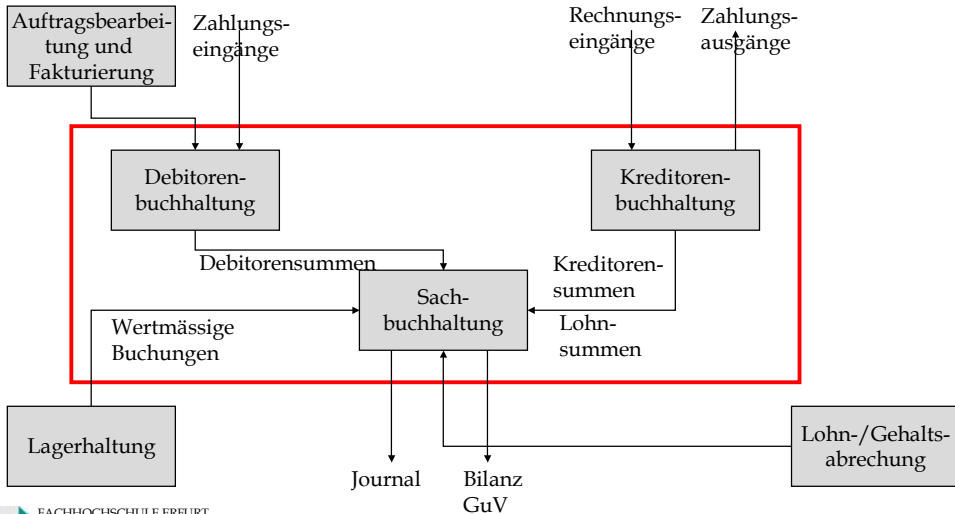 Auftragsbearbei-
tung und
Fakturierung
Zahlungs-
eingänge
Rechnungs-
eingänge
Zahlungs-
ausgänge
Debitoren-
buchhaltung
Kreditoren-
buchhaltung
Debitorensummen
Kreditoren-
summen
Sach-
buchhaltung
Wertmässige
Buchungen
Lohn-
summen
Lagerhaltung
Lohn-/Gehalts-
abrechung
Journal
Bilanz
GuV
FACHHOCHSCHULE ERFURT